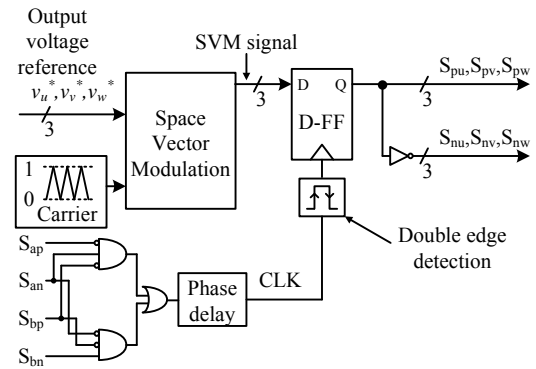 Output
voltage
reference
v_u^*,v_v^*,v_w^*
3
SVM signal
3
Space
Vector
Modulation
D Q
D-FF
S_pu,S_pv,S_pw
3
S_nu,S_nv,S_nw
3
1
0
Carrier
Double edge
detection
S_ap
S_an
S_bp
S_bn
Phase
delay
CLK